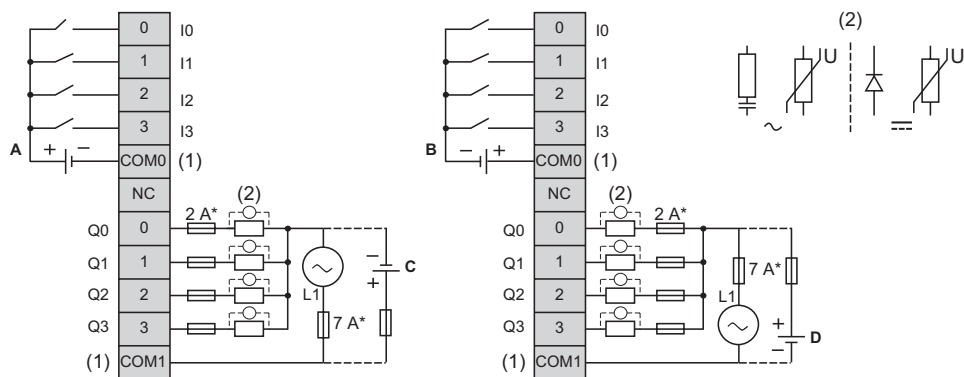 0 I0
1 I1
2 I2
3 I3
A + − COM0 (1)
NC
(2)
Q0 0 2 A*
Q1 1
Q2 2
Q3 3
L1
7 A*
− + C
(1) COM1
0 I0
1 I1
2 I2
3 I3
B − + COM0 (1)
NC
(2)
Q0 0 2 A*
Q1 1
Q2 2
Q3 3
7 A*
L1
+ − D
(1) COM1
(2)
U U